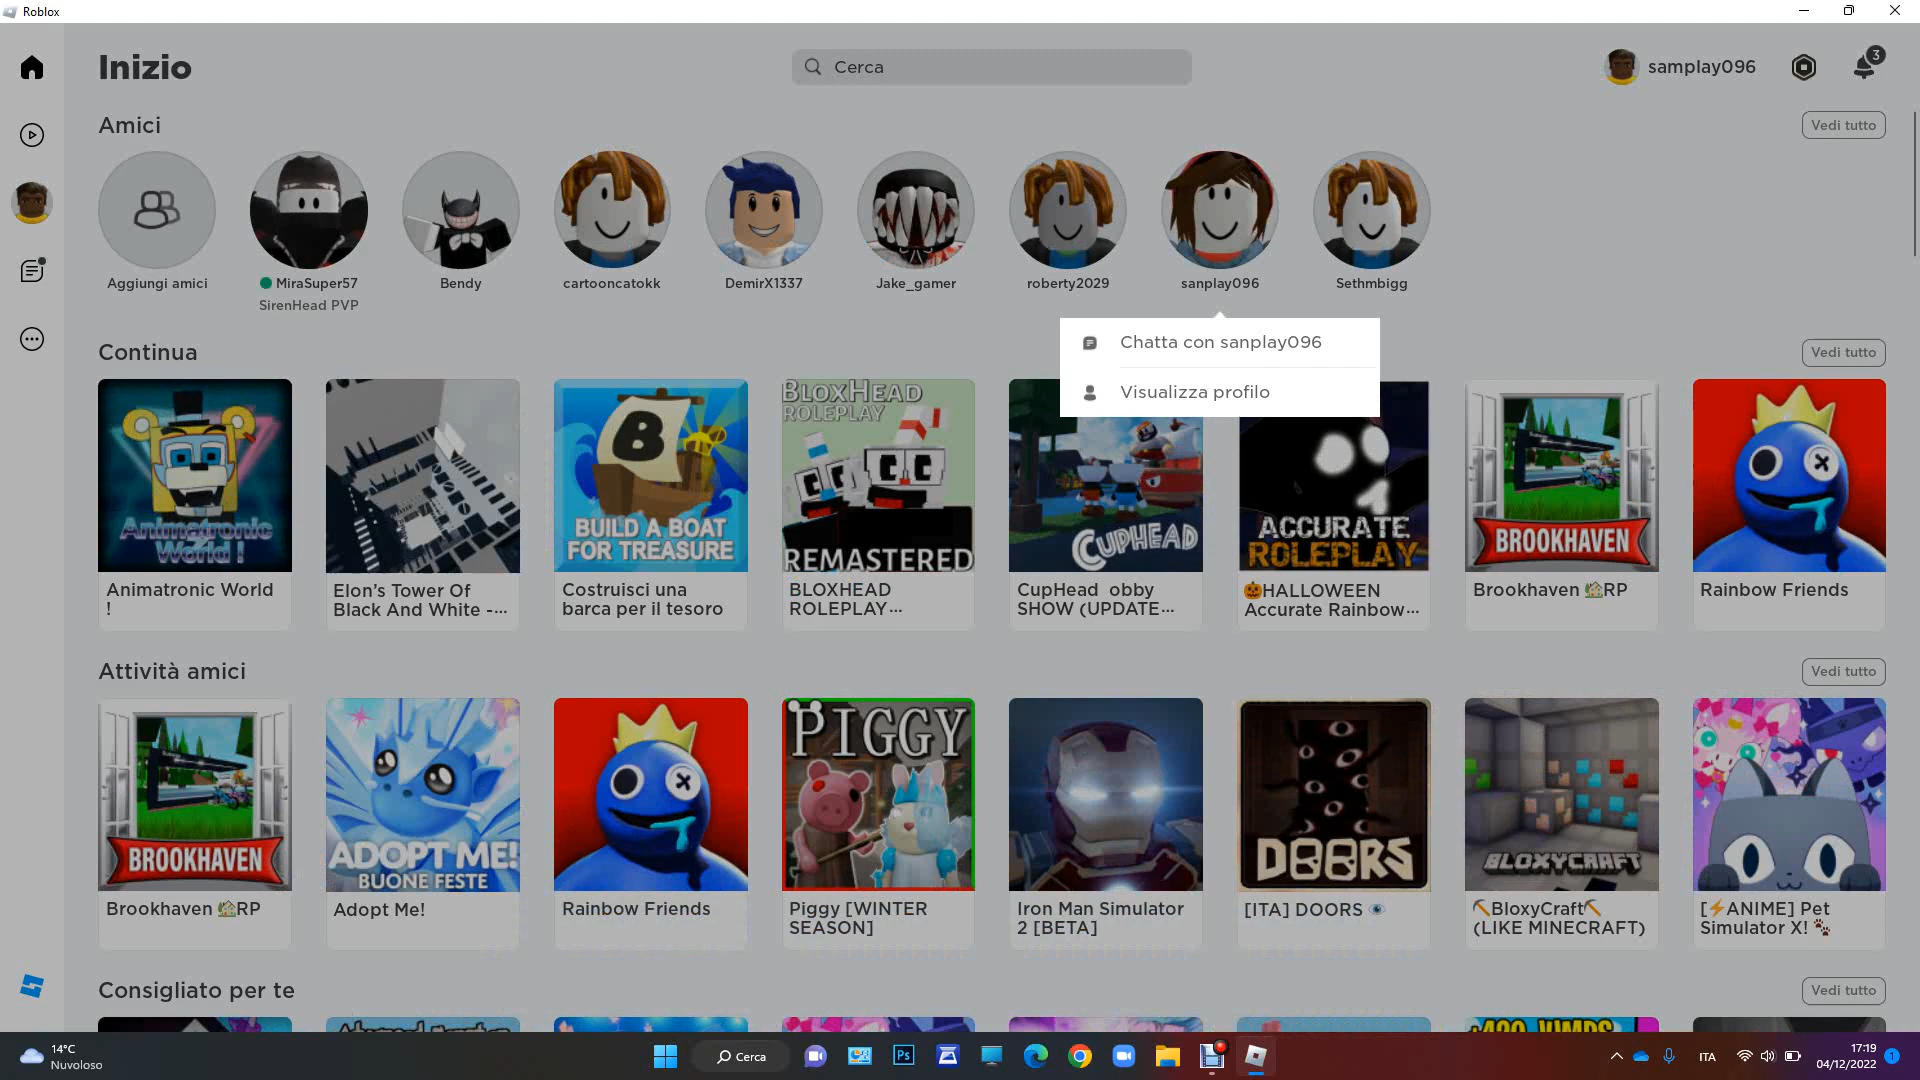 Roblox
Inizio
Cerca
samplay096
3
Amici
Vedi tutto
Aggiungi amici
MiraSuper57
SirenHead PVP
Bendy
cartooncatokk
DemirX1337
Jake_gamer
roberty2029
sanplay096
Sethmbigg
Chatta con sanplay096
Visualizza profilo
Continua
Vedi tutto
Animatronic
World !
Animatronic World
!
Elon's Tower Of
Black And White -...
B
BUILD A BOAT
FOR TREASURE
Costruisci una
barca per il tesoro
BLOXHEAD
ROLEPLAY
REMASTERED
BLOXHEAD
ROLEPLAY...
CUPHEAD
CupHead obby
SHOW (UPDATE...
ACCURATE
ROLEPLAY
🎃HALLOWEEN
Accurate Rainbow...
BROOKHAVEN
Brookhaven 🏡RP
Rainbow Friends
Attività amici
Vedi tutto
BROOKHAVEN
Brookhaven 🏡RP
ADOPT ME!
BUONE FESTE
Adopt Me!
Rainbow Friends
PIGGY
Piggy [WINTER
SEASON]
Iron Man Simulator
2 [BETA]
DOORS
[ITA] DOORS 👁️
BLOXYCRAFT
⛏️BloxyCraft⛏️
(LIKE MINECRAFT)
[⚡ANIME] Pet
Simulator X! 🐾
Consigliato per te
Vedi tutto
14°C
Nuvoloso
Cerca
Ps
ITA
17:19
04/12/2022
1